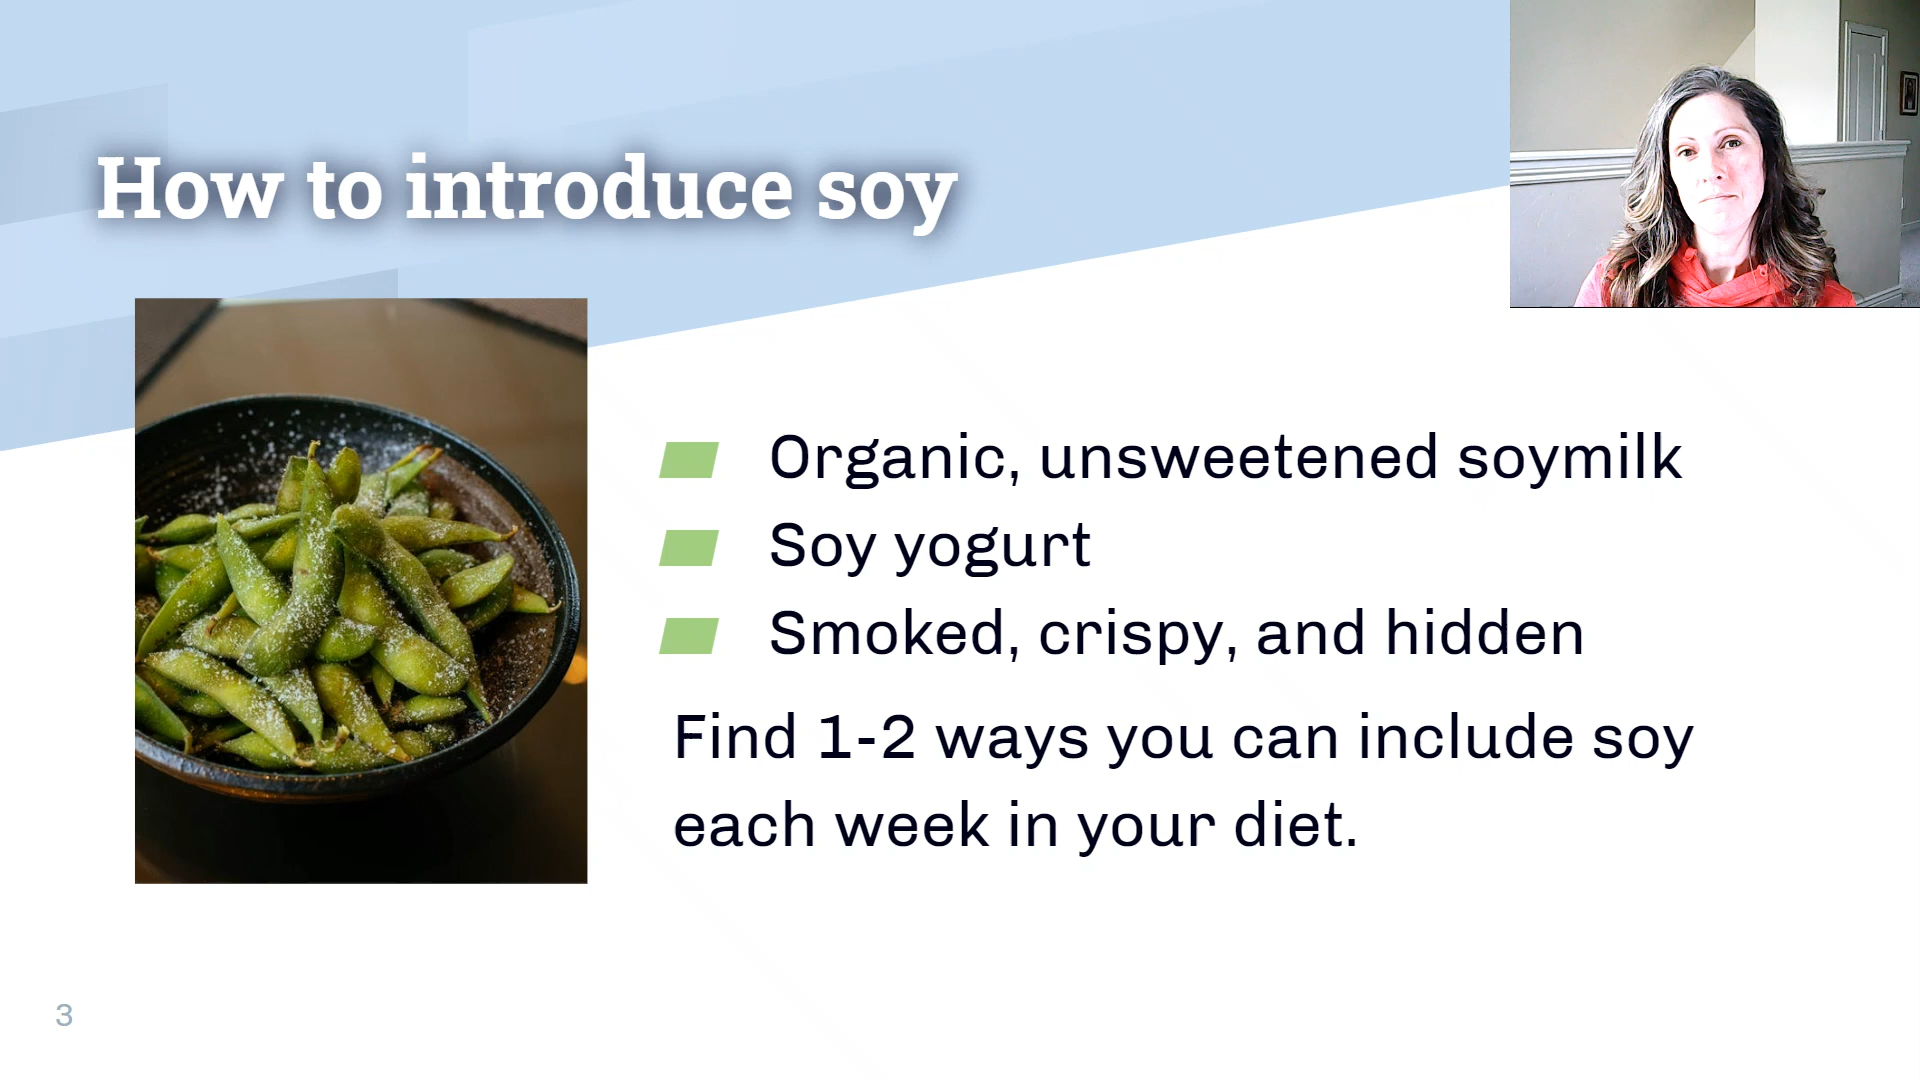 How to introduce soy
Organic, unsweetened soymilk
Soy yogurt
Smoked, crispy, and hidden
Find 1-2 ways you can include soy
each week in your diet.
3